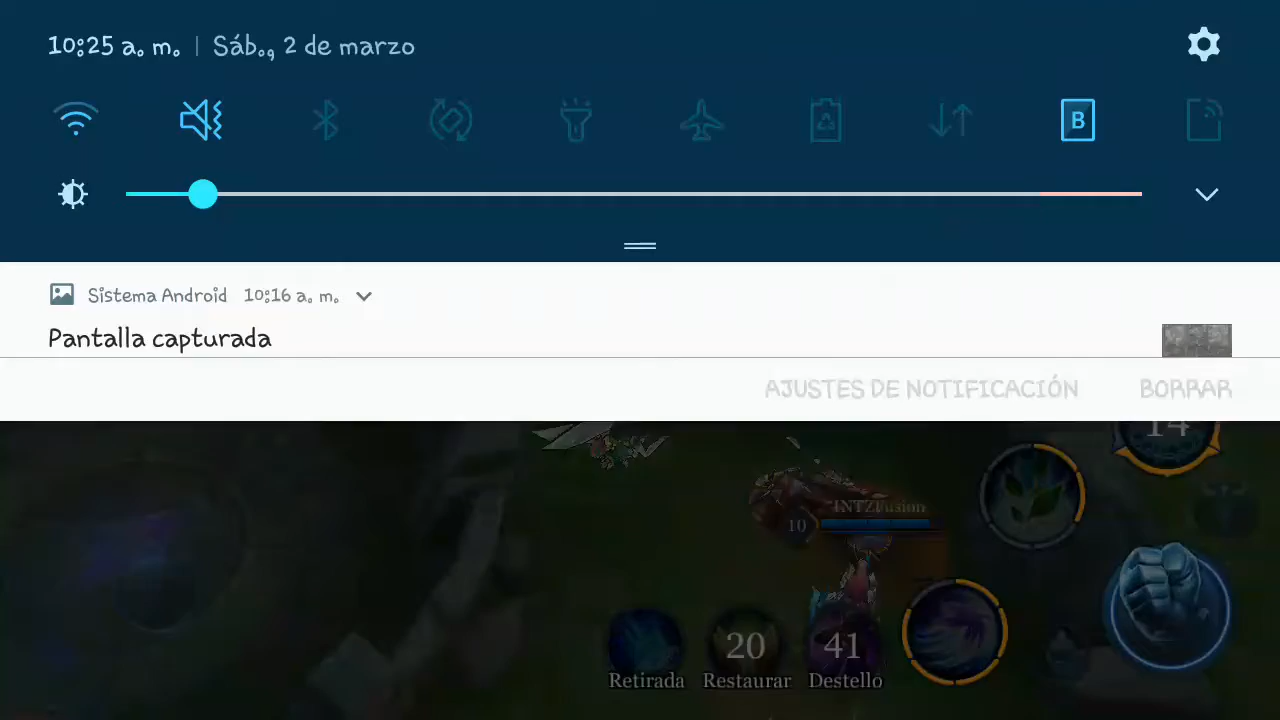 10:25 a. m. | Sáb., 2 de marzo
B
Sistema Android 10:16 a. m.
Pantalla capturada
AJUSTES DE NOTIFICACIÓN BORRAR
14
INTZFusion
10
20 41
Retirada Restaurar Destello